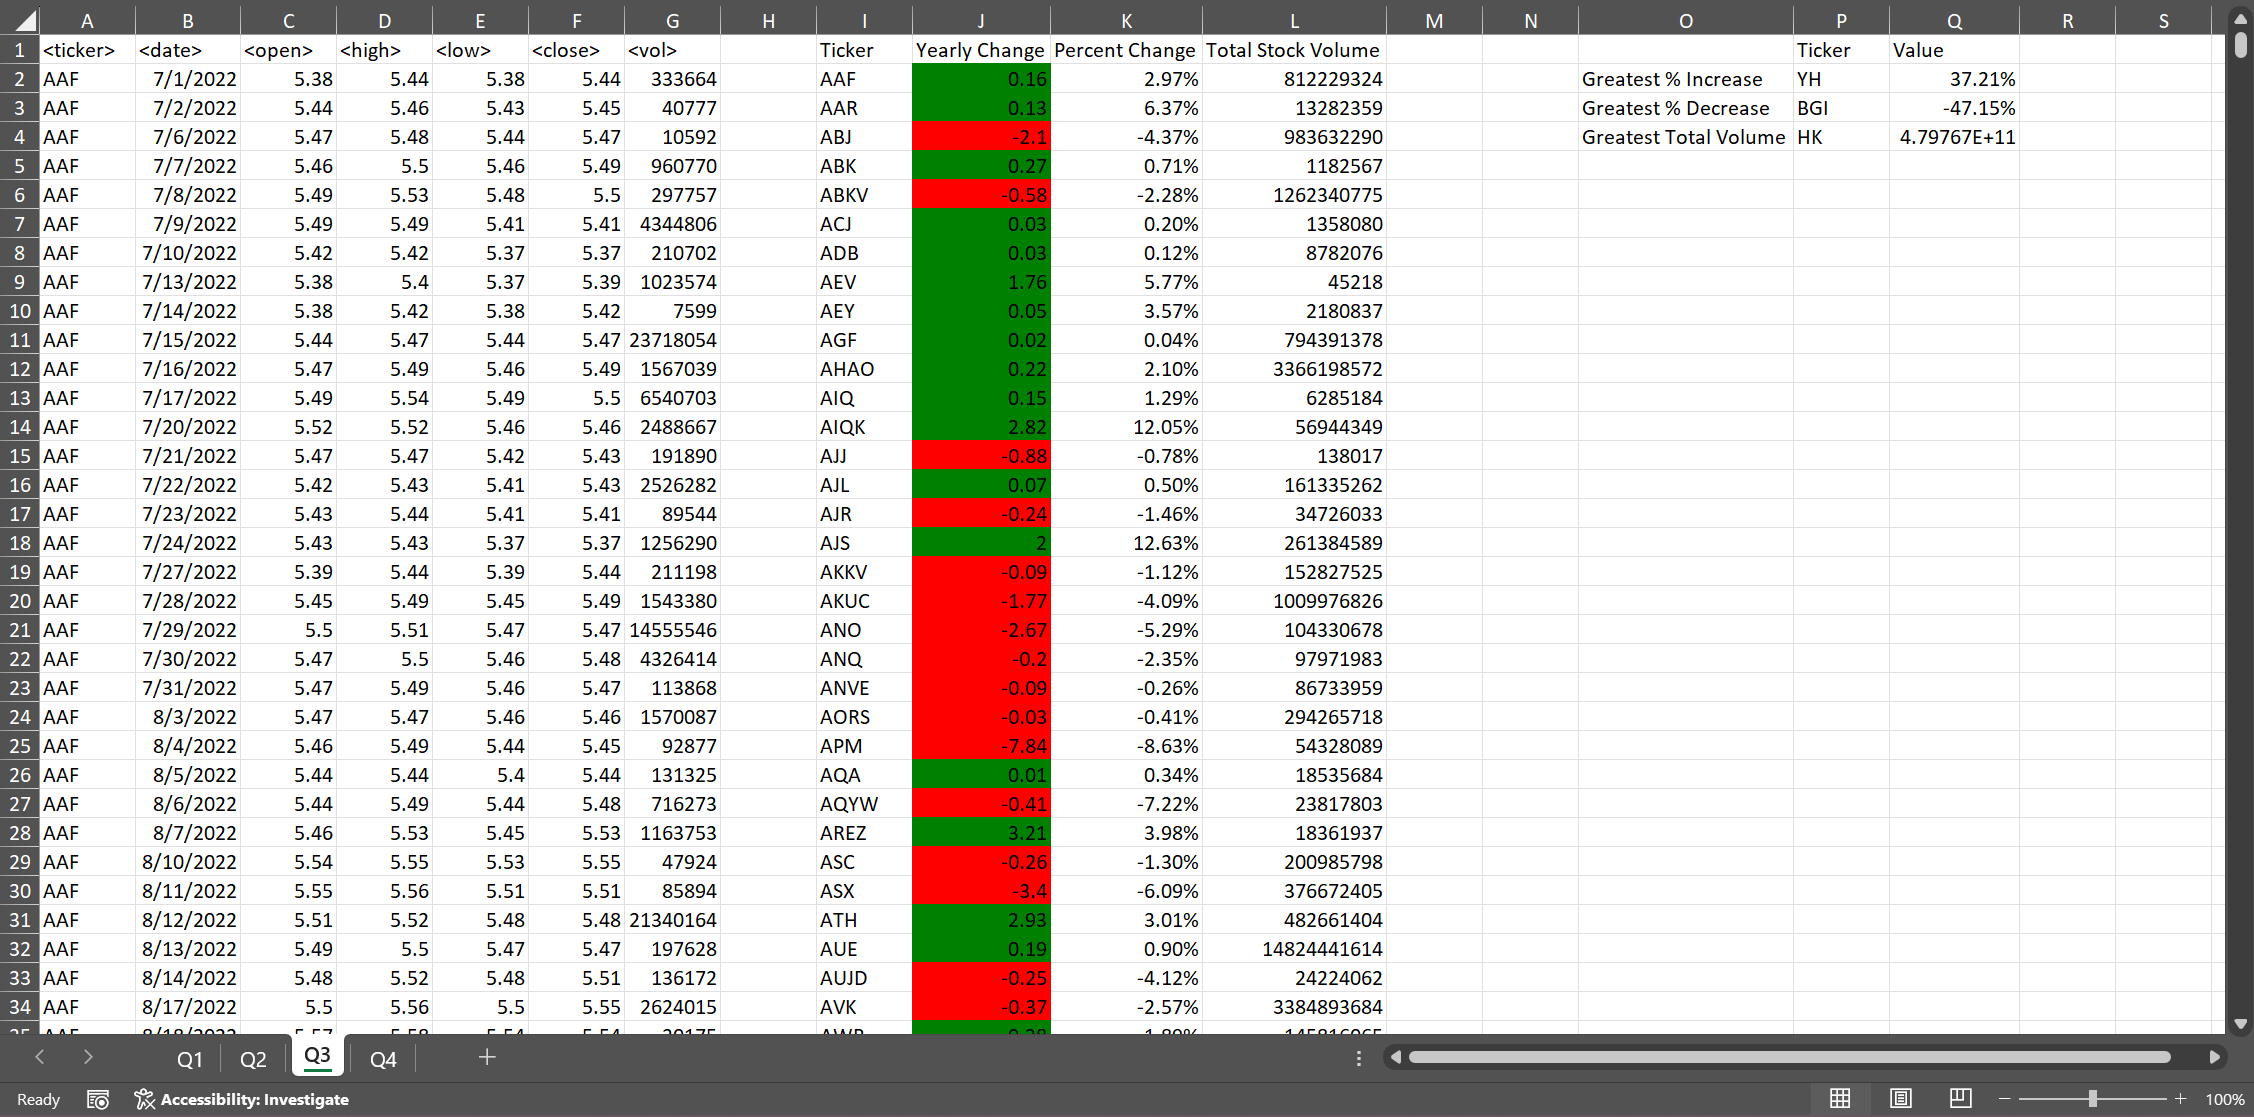 A B C D E F G H I J K L M N O P Q R S
1 <ticker> <date> <open> <high> <low> <close> <vol> Ticker Yearly Change Percent Change Total Stock Volume Ticker Value
2 AAF 7/1/2022 5.38 5.44 5.38 5.44 333664 AAF 0.16 2.97% 812229324 Greatest % Increase YH 37.21%
3 AAF 7/2/2022 5.44 5.46 5.43 5.45 40777 AAR 0.13 6.37% 13282359 Greatest % Decrease BGI -47.15%
4 AAF 7/6/2022 5.47 5.48 5.44 5.47 10592 ABJ -2.1 -4.37% 983632290 Greatest Total Volume HK 4.79767E+11
5 AAF 7/7/2022 5.46 5.5 5.46 5.49 960770 ABK 0.27 0.71% 1182567
6 AAF 7/8/2022 5.49 5.53 5.48 5.5 297757 ABKV -0.58 -2.28% 1262340775
7 AAF 7/9/2022 5.49 5.49 5.41 5.41 4344806 ACJ 0.03 0.20% 1358080
8 AAF 7/10/2022 5.42 5.42 5.37 5.37 210702 ADB 0.03 0.12% 8782076
9 AAF 7/13/2022 5.38 5.4 5.37 5.39 1023574 AEV 1.76 5.77% 45218
10 AAF 7/14/2022 5.38 5.42 5.38 5.42 7599 AEY 0.05 3.57% 2180837
11 AAF 7/15/2022 5.44 5.47 5.44 5.47 23718054 AGF 0.02 0.04% 794391378
12 AAF 7/16/2022 5.47 5.49 5.46 5.49 1567039 AHAO 0.22 2.10% 3366198572
13 AAF 7/17/2022 5.49 5.54 5.49 5.5 6540703 AIQ 0.15 1.29% 6285184
14 AAF 7/20/2022 5.52 5.52 5.46 5.46 2488667 AIQK 2.82 12.05% 56944349
15 AAF 7/21/2022 5.47 5.47 5.42 5.43 191890 AJJ -0.88 -0.78% 138017
16 AAF 7/22/2022 5.42 5.43 5.41 5.43 2526282 AJL 0.07 0.50% 161335262
17 AAF 7/23/2022 5.43 5.44 5.41 5.41 89544 AJR -0.24 -1.46% 34726033
18 AAF 7/24/2022 5.43 5.43 5.37 5.37 1256290 AJS 2 12.63% 261384589
19 AAF 7/27/2022 5.39 5.44 5.39 5.44 211198 AKKV -0.09 -1.12% 152827525
20 AAF 7/28/2022 5.45 5.49 5.45 5.49 1543380 AKUC -1.77 -4.09% 1009976826
21 AAF 7/29/2022 5.5 5.51 5.47 5.47 14555546 ANO -2.67 -5.29% 104330678
22 AAF 7/30/2022 5.47 5.5 5.46 5.48 4326414 ANQ -0.2 -2.35% 97971983
23 AAF 7/31/2022 5.47 5.49 5.46 5.47 113868 ANVE -0.09 -0.26% 86733959
24 AAF 8/3/2022 5.47 5.47 5.46 5.46 1570087 AORS -0.03 -0.41% 294265718
25 AAF 8/4/2022 5.46 5.49 5.44 5.45 92877 APM -7.84 -8.63% 54328089
26 AAF 8/5/2022 5.44 5.44 5.4 5.44 131325 AQA 0.01 0.34% 18535684
27 AAF 8/6/2022 5.44 5.49 5.44 5.48 716273 AQYW -0.41 -7.22% 23817803
28 AAF 8/7/2022 5.46 5.53 5.45 5.53 1163753 AREZ 3.21 3.98% 18361937
29 AAF 8/10/2022 5.54 5.55 5.53 5.55 47924 ASC -0.26 -1.30% 200985798
30 AAF 8/11/2022 5.55 5.56 5.51 5.51 85894 ASX -3.4 -6.09% 376672405
31 AAF 8/12/2022 5.51 5.52 5.48 5.48 21340164 ATH 2.93 3.01% 482661404
32 AAF 8/13/2022 5.49 5.5 5.47 5.47 197628 AUE 0.19 0.90% 14824441614
33 AAF 8/14/2022 5.48 5.52 5.48 5.51 136172 AUJD -0.25 -4.12% 24224062
34 AAF 8/17/2022 5.5 5.56 5.5 5.55 2624015 AVK -0.37 -2.57% 3384893684
Q1 Q2 Q3 Q4
Ready Accessibility: Investigate 100%